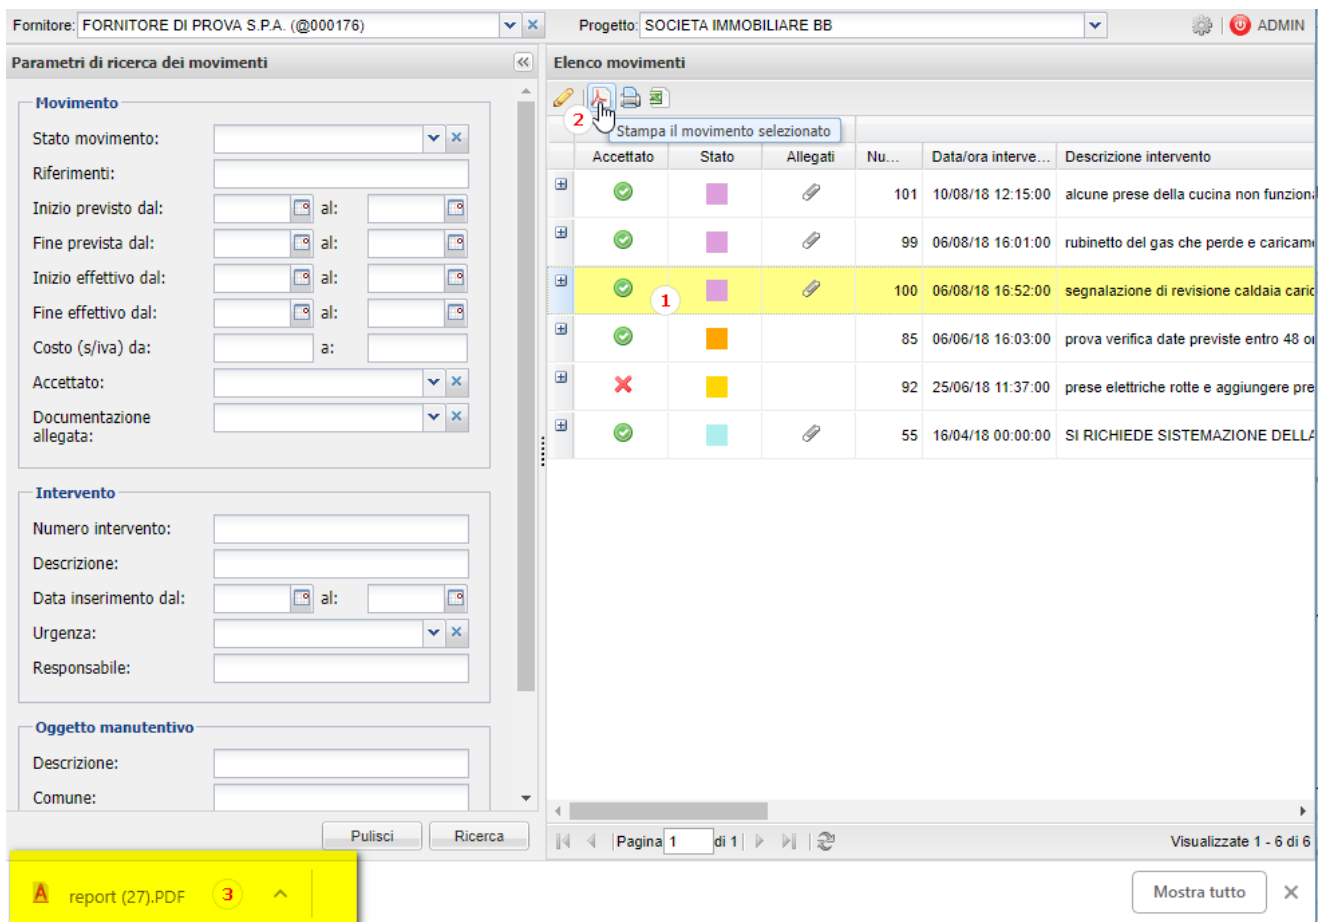 Fornitore: FORNITORE DI PROVA S.P.A. (@000176) Progetto: SOCIETA IMMOBILIARE BB ADMIN
Parametri di ricerca dei movimenti
Movimento
Stato movimento:
Riferimenti:
Inizio previsto dal: al:
Fine prevista dal: al:
Inizio effettivo dal: al:
Fine effettivo dal: al:
Costo (s/iva) da: a:
Accettato:
Documentazione
allegata:
Intervento
Numero intervento:
Descrizione:
Data inserimento dal: al:
Urgenza:
Responsabile:
Oggetto manutentivo
Descrizione:
Comune:
Pulisci Ricerca
Elenco movimenti
2
Stampa il movimento selezionato
Accettato Stato Allegati Nu... Data/ora interve... Descrizione intervento
101 10/08/18 12:15:00 alcune prese della cucina non funziona
99 06/08/18 16:01:00 rubinetto del gas che perde e caricame
1 100 06/08/18 16:52:00 segnalazione di revisione caldaia caric
85 06/06/18 16:03:00 prova verifica date previste entro 48 or
92 25/06/18 11:37:00 prese elettriche rotte e aggiungere pre
55 16/04/18 00:00:00 SI RICHIEDE SISTEMAZIONE DELLA
Pagina 1 di 1 Visualizzate 1 - 6 di 6
report (27).PDF 3 Mostra tutto